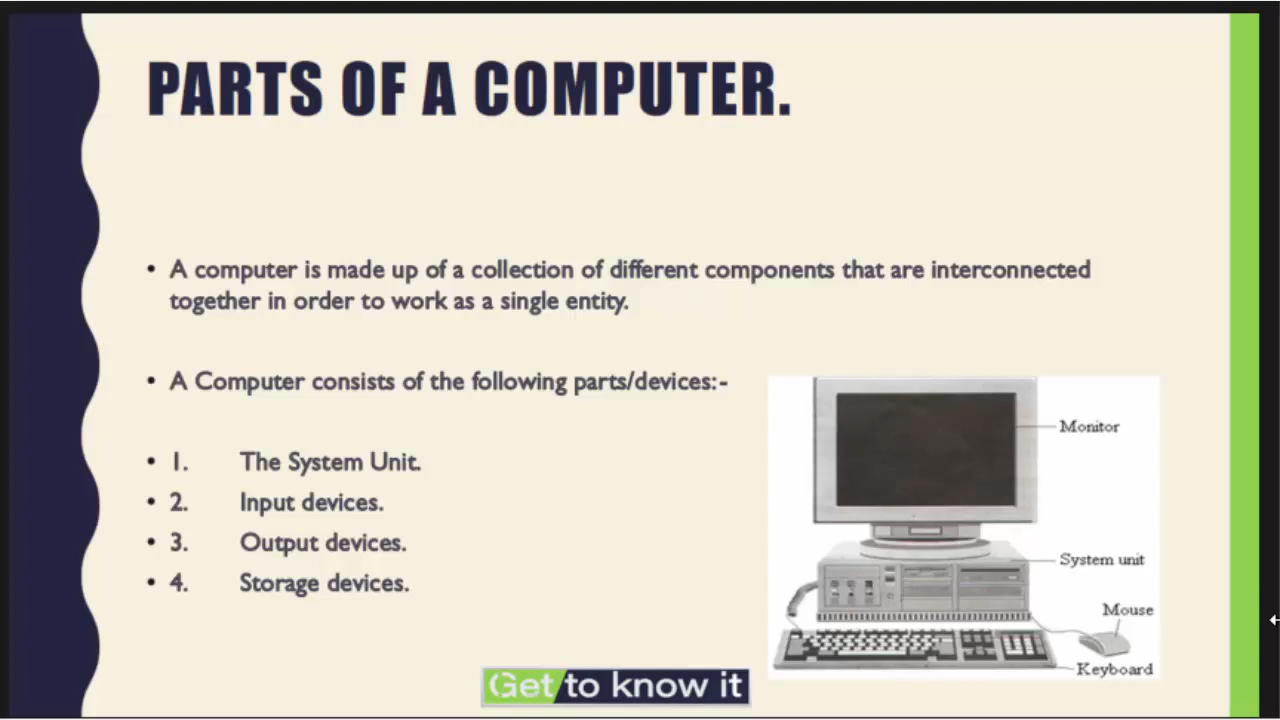 PARTS OF A COMPUTER.
• A computer is made up of a collection of different components that are interconnected
together in order to work as a single entity.
• A Computer consists of the following parts/devices:-
• 1. The System Unit.
• 2. Input devices.
• 3. Output devices.
• 4. Storage devices.
Monitor
System unit
Mouse
Keyboard
Get to know it